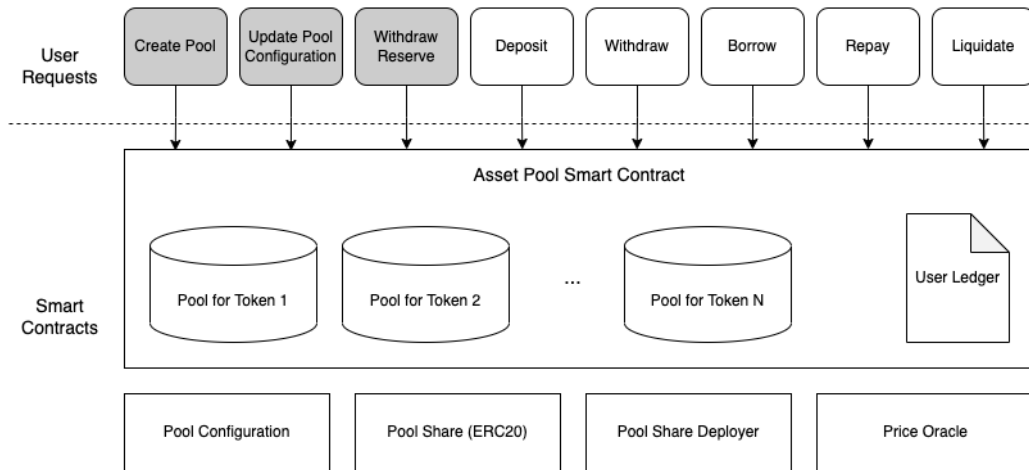 User
Requests
Create Pool
Update Pool
Configuration
Withdraw
Reserve
Deposit
Withdraw
Borrow
Repay
Liquidate
Asset Pool Smart Contract
Smart
Contracts
Pool for Token 1
Pool for Token 2
...
Pool for Token N
User Ledger
Pool Configuration
Pool Share (ERC20)
Pool Share Deployer
Price Oracle